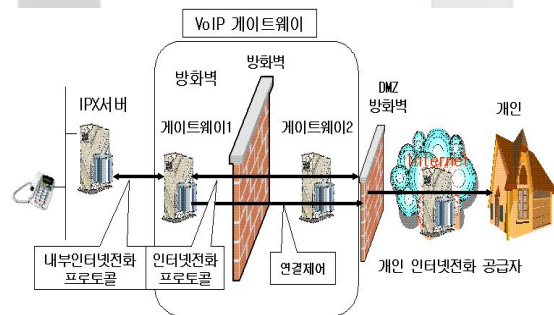 VoIP 게이트웨이
방화벽
방화벽
DMZ
방화벽
IPX서버
게이트웨이1
게이트웨이2
개인
Internet
내부인터넷전화
프로토콜
인터넷전화
프로토콜
연결제어
개인 인터넷전화 공급자